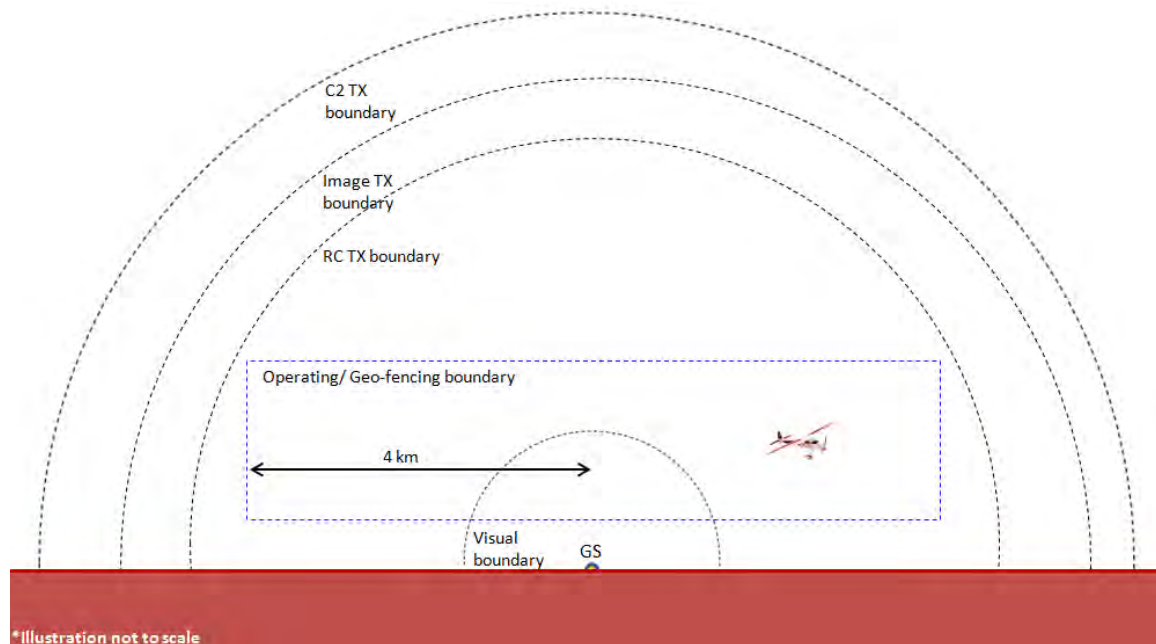 C2 TX
boundary
Image TX
boundary
RC TX boundary
Operating/ Geo-fencing boundary
4 km
Visual
boundary
GS
*Illustration not to scale